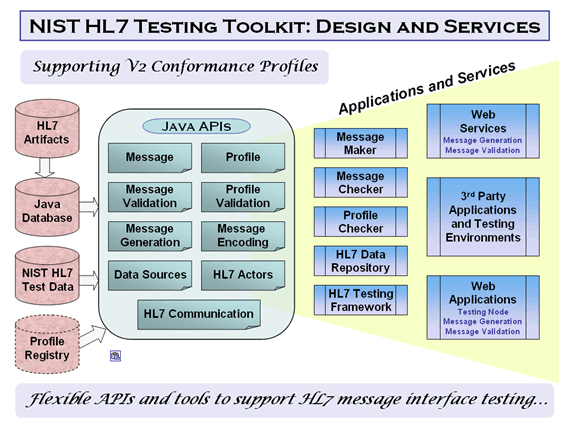 NIST HL7 Testing Toolkit: Design and Services
Supporting V2 Conformance Profiles
Applications and Services
HL7
Artifacts
Java
Database
NIST HL7
Test Data
Profile
Registry
Java APIs
Message
Profile
Message
Validation
Profile
Validation
Message
Generation
Message
Encoding
Data Sources
HL7 Actors
HL7 Communication
Message
Maker
Message
Checker
Profile
Checker
HL7 Data
Repository
HL7 Testing
Framework
Web
Services
Message Generation
Message Validation
3rd Party
Applications
and Testing
Environments
Web
Applications
Testing Node
Message Generation
Message Validation
Flexible APIs and tools to support HL7 message interface testing...